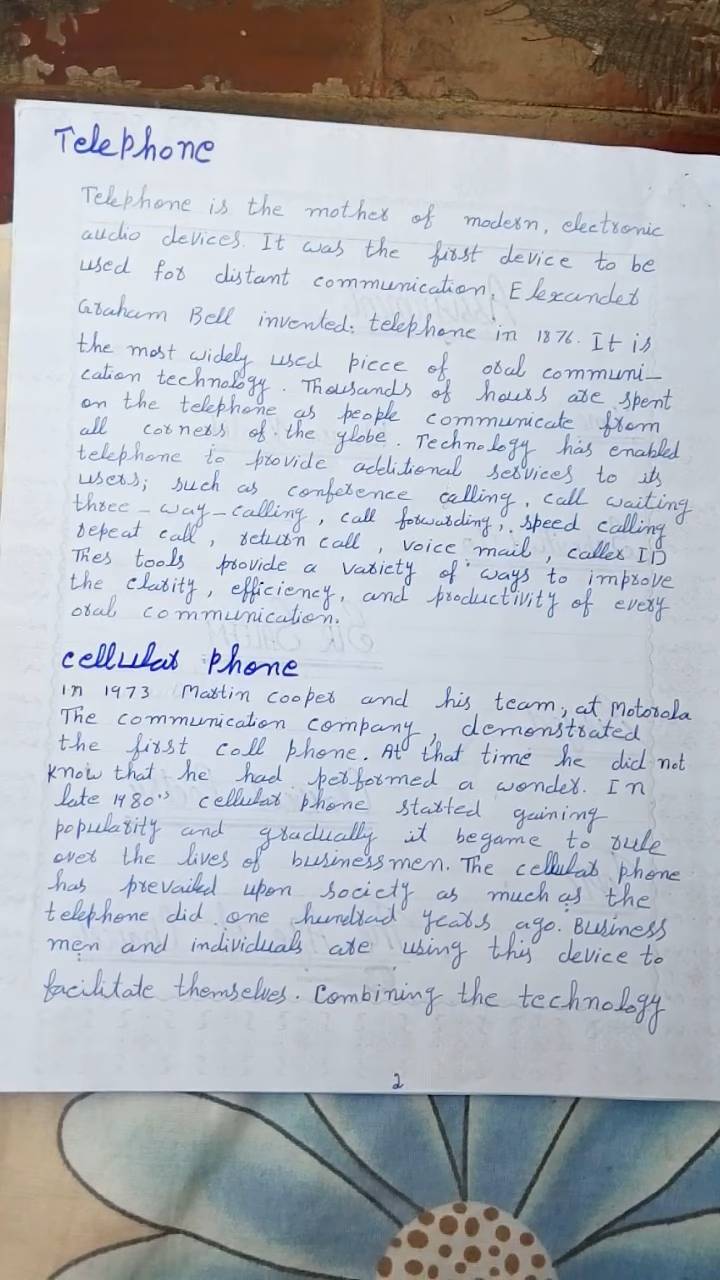 Telephone
Telephone is the mother of modern, electronic
audio devices. It was the first device to be
used for distant communication. Elexander
Graham Bell invented telephone in 1876. It is
the most widely used piece of oral communi-
cation technology. Thousands of hours are spent
on the telephone as people communicate from
all corners of the globe. Technology has enabled
telephone to provide additional services to its
users; such as conference calling, call waiting
three-way-calling, call forwarding, speed calling
repeat call, return call, voice mail, caller ID
Thes tools provide a variety of ways to improve
the clarity, efficiency, and productivity of every
oral communication.
cellular phone
in 1973 Martin cooper and his team, at Motorola
The communication company, demonstrated
the first coll phone. At that time he did not
know that he had performed a wonder. In
late 1980's cellular phone started gaining
popularity and gradually it begame to rule
over the lives of businessmen. The cellular phone
has prevailed upon society as much as the
telephone did one hundrad years ago. Business
men and individuals are using this device to
facilitate themselves. Combining the technology
2